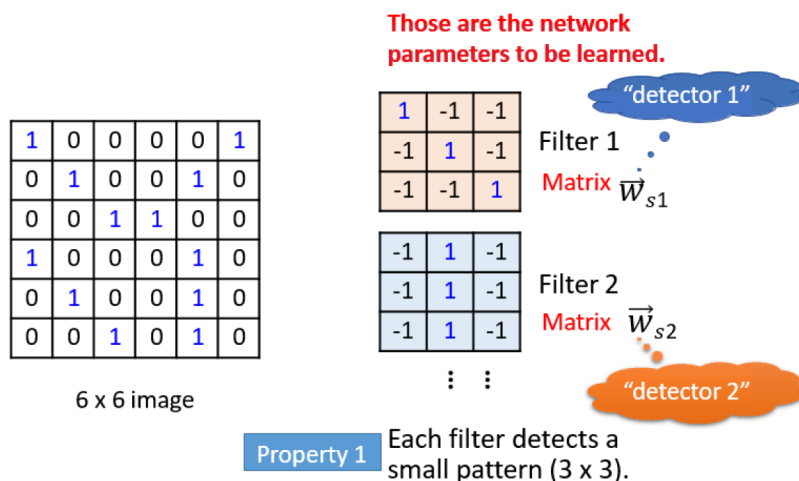 Those are the network
parameters to be learned.
“detector 1”
1 -1 -1
-1 1 -1
-1 -1 1
Filter 1
Matrix w⃗s1
1 0 0 0 0 1
0 1 0 0 1 0
0 0 1 1 0 0
1 0 0 0 1 0
0 1 0 0 1 0
0 0 1 0 1 0
6 x 6 image
-1 1 -1
-1 1 -1
-1 1 -1
Filter 2
Matrix w⃗s2
⋮ ⋮
“detector 2”
Property 1
Each filter detects a
small pattern (3 x 3).